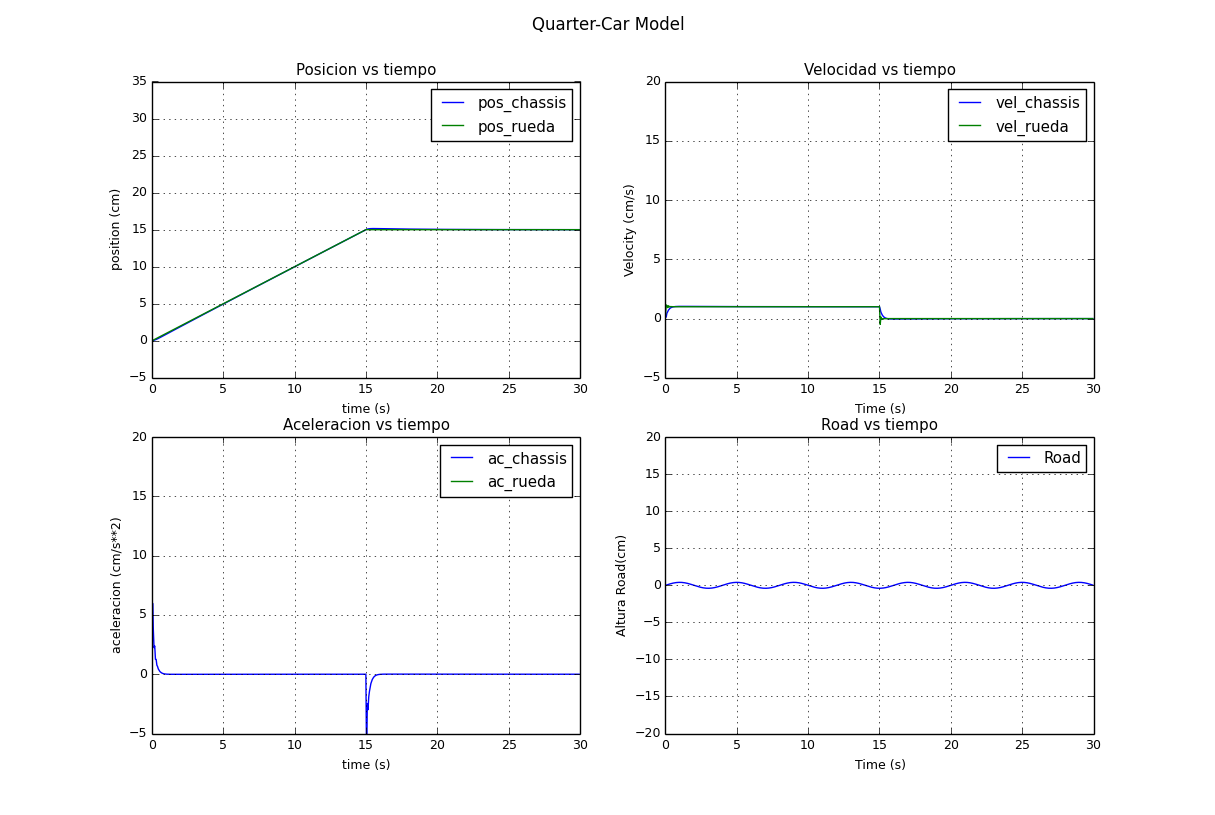 Quarter-Car Model
Posicion vs tiempo
35
30
25
20
15
10
5
0
−5
position (cm)
pos_chassis
pos_rueda
0 5 10 15 20 25 30
time (s)
Velocidad vs tiempo
20
15
10
5
0
−5
Velocity (cm/s)
vel_chassis
vel_rueda
0 5 10 15 20 25 30
Time (s)
Aceleracion vs tiempo
20
15
10
5
0
−5
aceleracion (cm/s**2)
ac_chassis
ac_rueda
0 5 10 15 20 25 30
time (s)
Road vs tiempo
20
15
10
5
0
−5
−10
−15
−20
Altura Road(cm)
Road
0 5 10 15 20 25 30
Time (s)